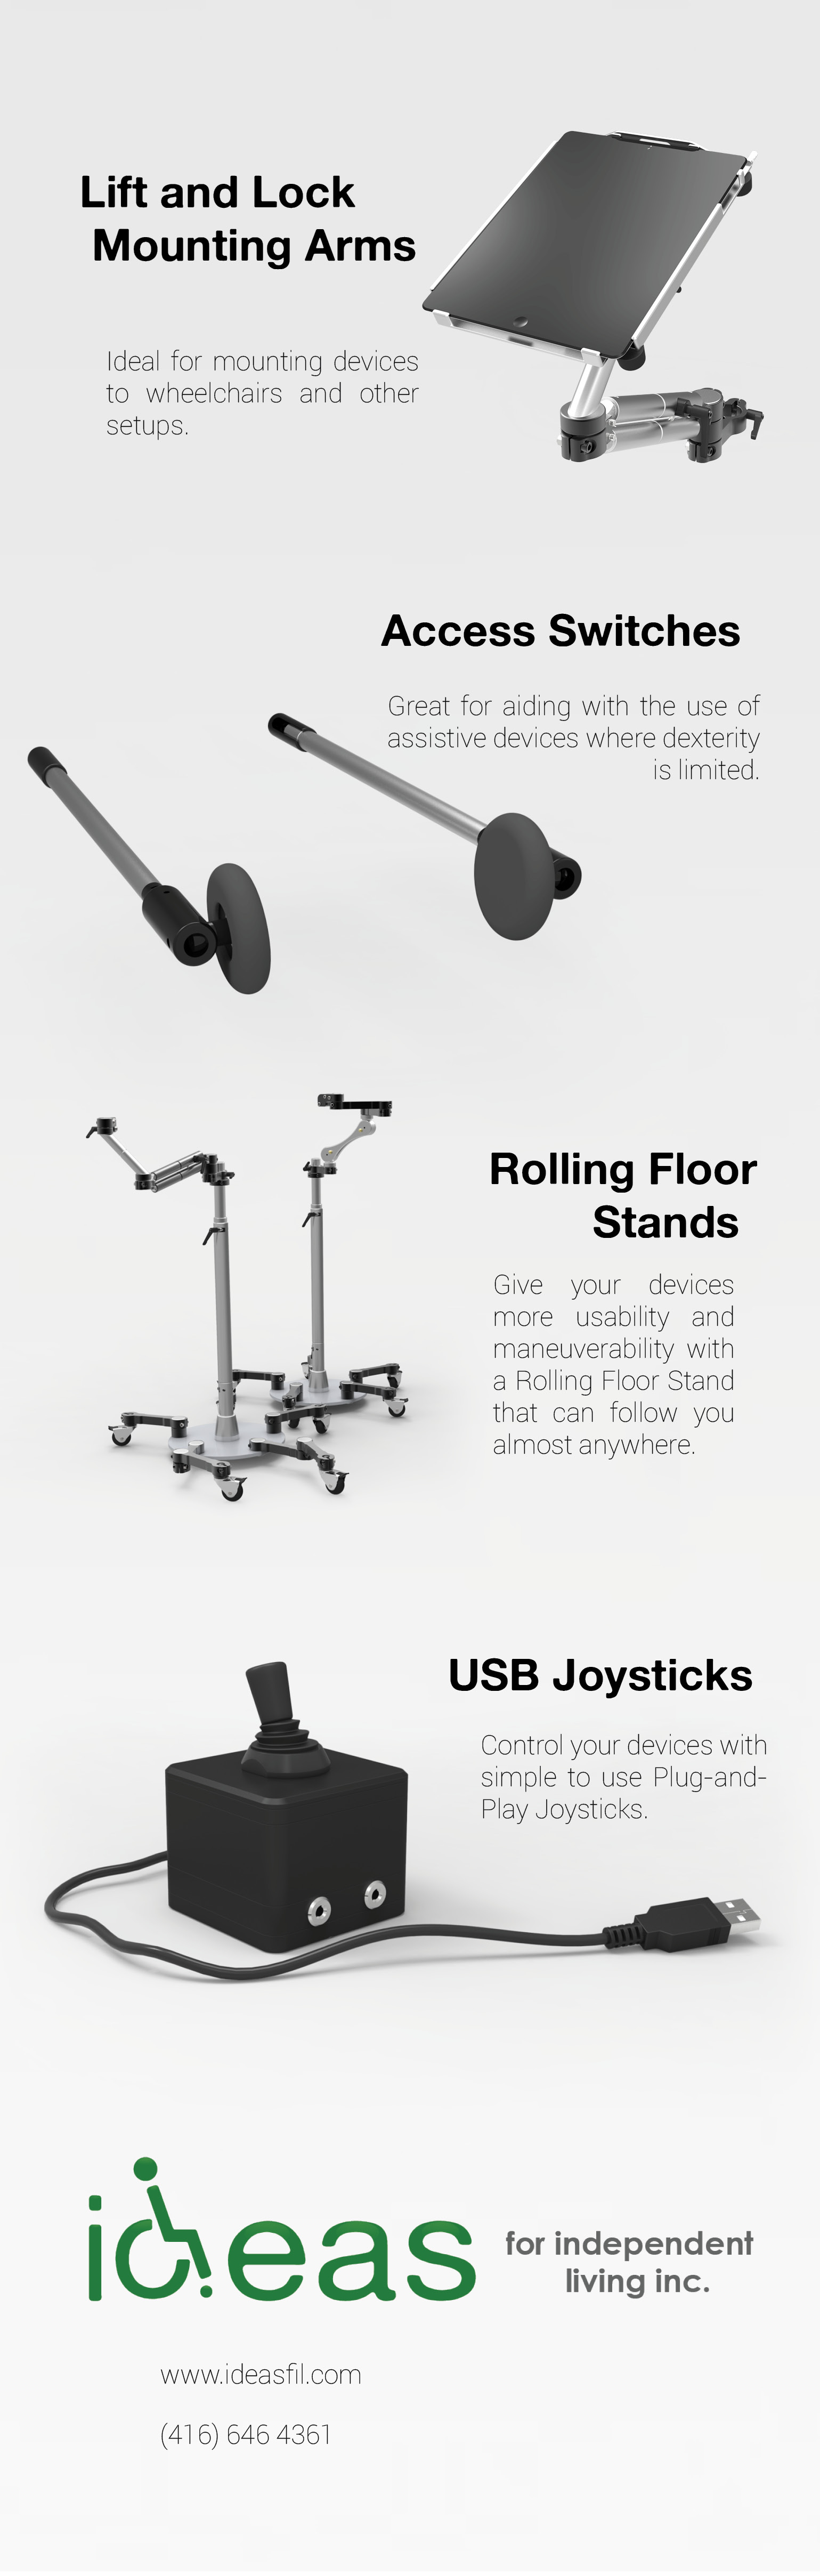 Lift and Lock
Mounting Arms
Ideal for mounting devices
to wheelchairs and other
setups.
Access Switches
Great for aiding with the use of
assistive devices where dexterity
is limited.
Rolling Floor
Stands
Give your devices
more usability and
maneuverability with
a Rolling Floor Stand
that can follow you
almost anywhere.
USB Joysticks
Control your devices with
simple to use Plug-and-
Play Joysticks.
ideas
for independent
living inc.
www.ideasfil.com
(416) 646 4361